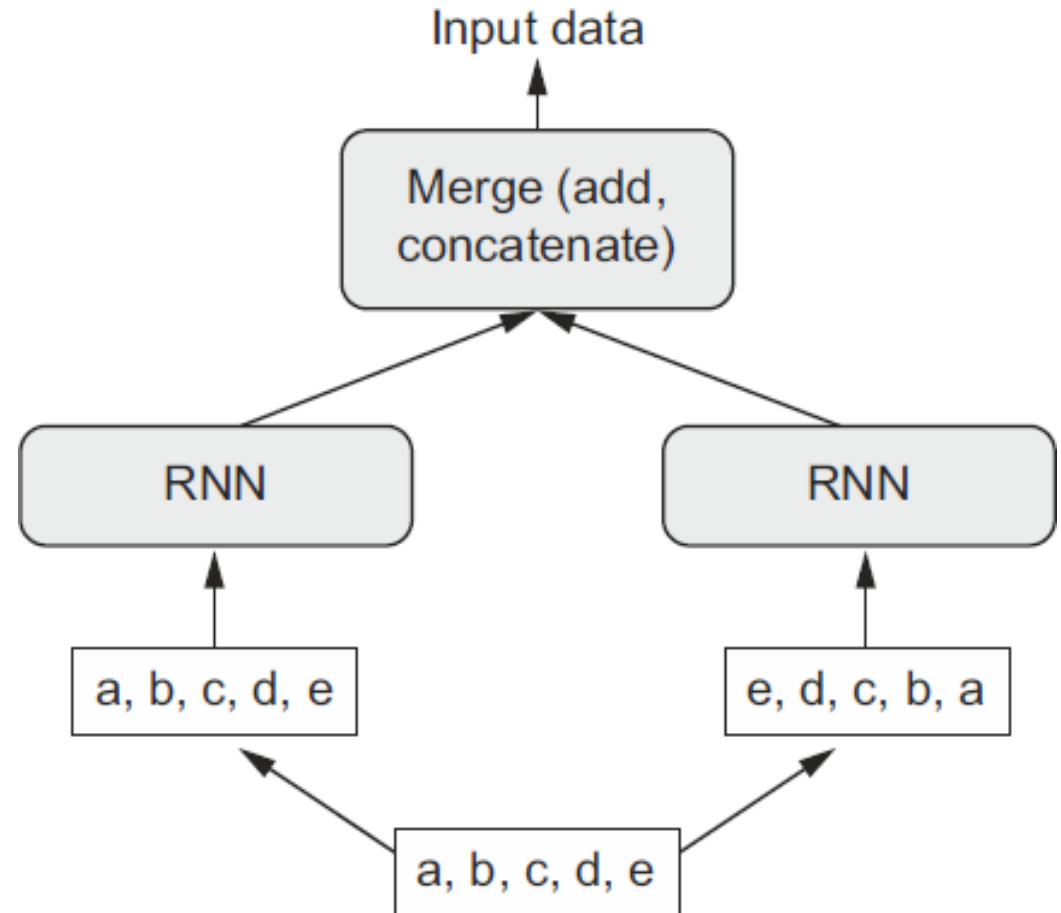 Input data
Merge (add,
concatenate)
RNN
RNN
a, b, c, d, e
e, d, c, b, a
a, b, c, d, e